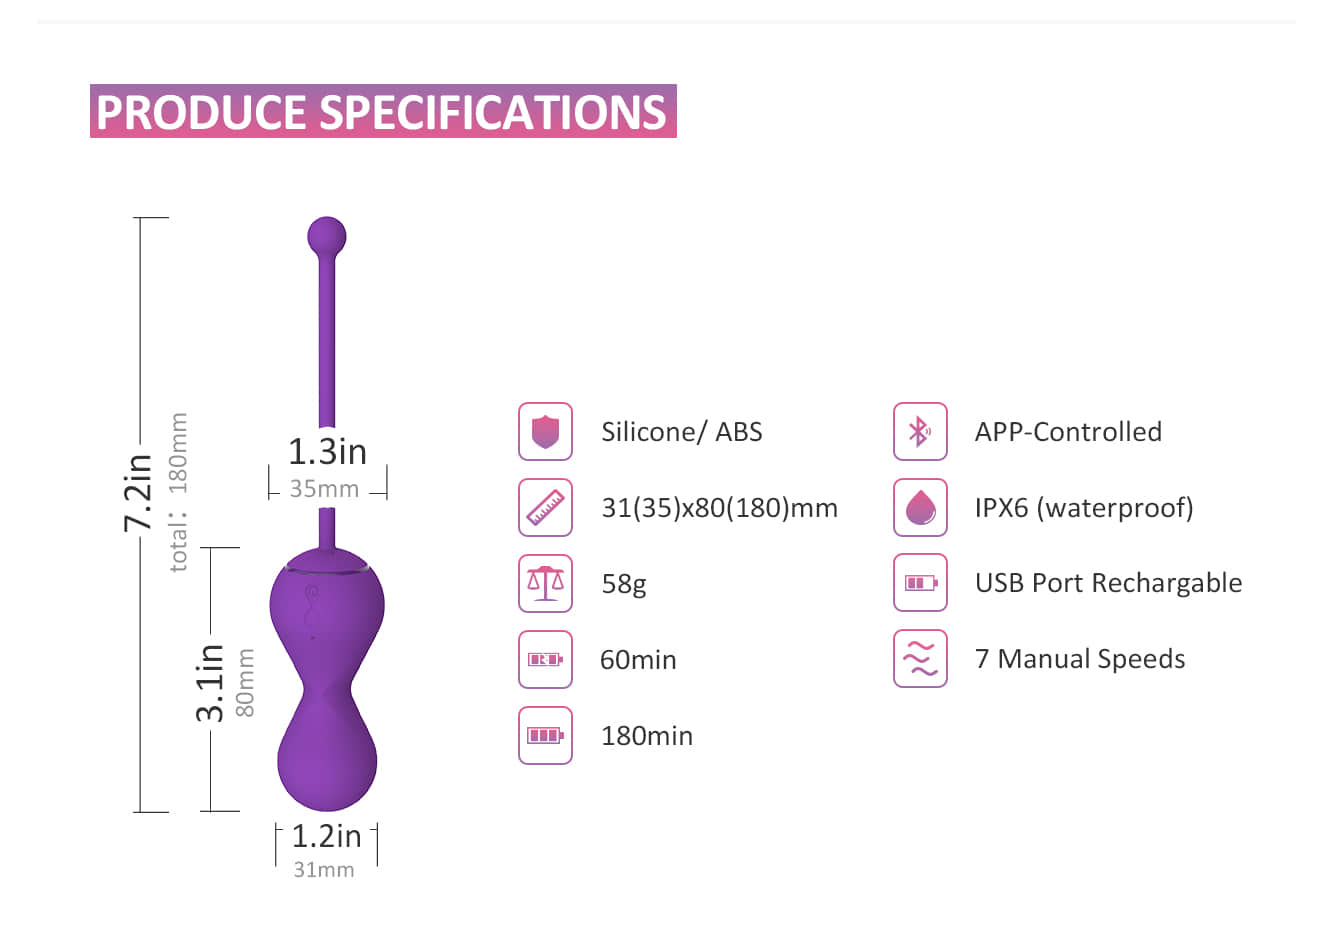 PRODUCE SPECIFICATIONS
7.2in
total: 180mm
1.3in
35mm
3.1in
80mm
1.2in
31mm
Silicone/ ABS
31(35)x80(180)mm
58g
60min
180min
APP-Controlled
IPX6 (waterproof)
USB Port Rechargable
7 Manual Speeds